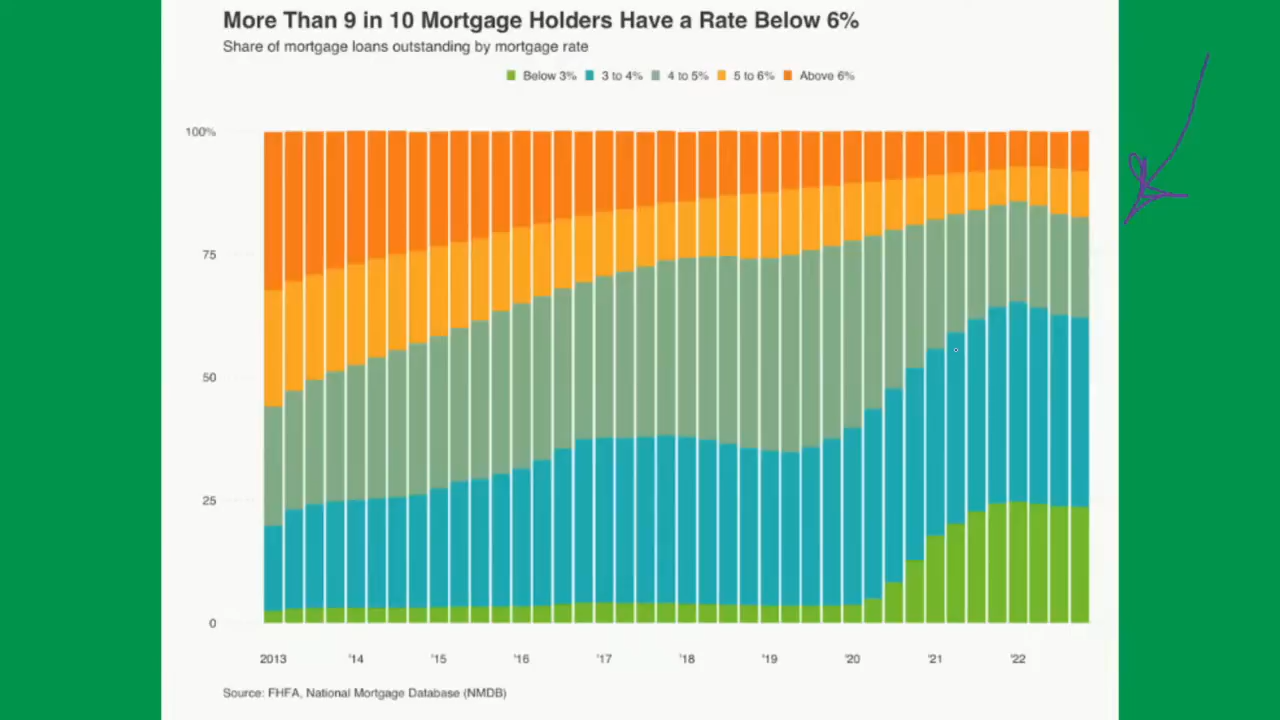 More Than 9 in 10 Mortgage Holders Have a Rate Below 6%
Share of mortgage loans outstanding by mortgage rate
Below 3% 3 to 4% 4 to 5% 5 to 6% Above 6%
100%
75
50
25
0
2013 '14 '15 '16 '17 '18 '19 '20 '21 '22
Source: FHFA, National Mortgage Database (NMDB)